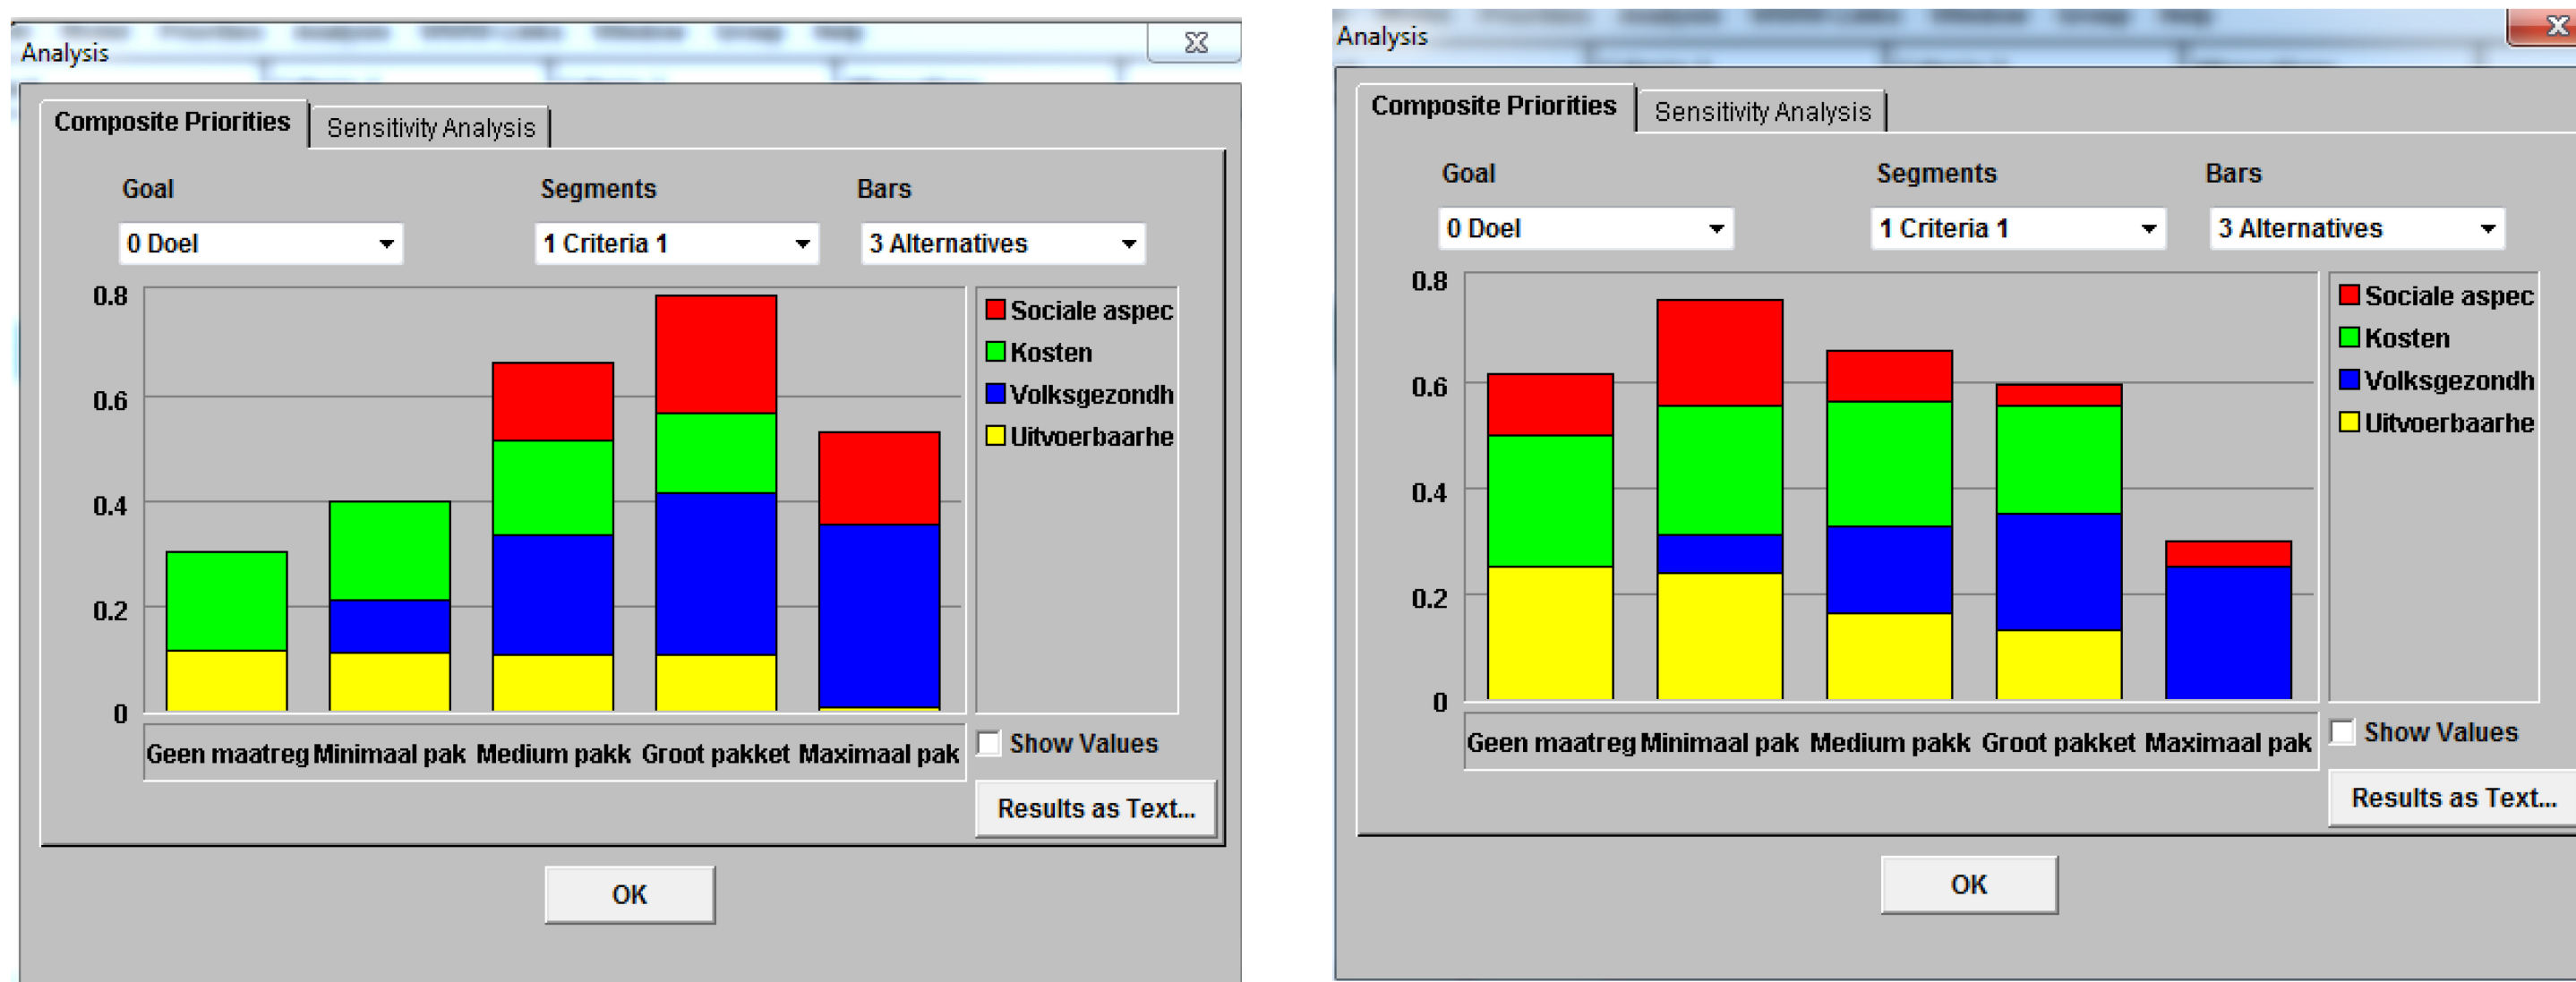 Analysis
Composite Priorities
Sensitivity Analysis
Goal
Segments
Bars
0 Doel
1 Criteria 1
3 Alternatives
0.8
0.6
0.4
0.2
0
Sociale aspec
Kosten
Volksgezondh
Uitvoerbaarhe
Geen maatreg Minimaal pak Medium pakk Groot pakket Maximaal pak
Show Values
Results as Text...
OK
Analysis
Composite Priorities
Sensitivity Analysis
Goal
Segments
Bars
0 Doel
1 Criteria 1
3 Alternatives
0.8
0.6
0.4
0.2
0
Sociale aspec
Kosten
Volksgezondh
Uitvoerbaarhe
Geen maatreg Minimaal pak Medium pakk Groot pakket Maximaal pak
Show Values
Results as Text...
OK